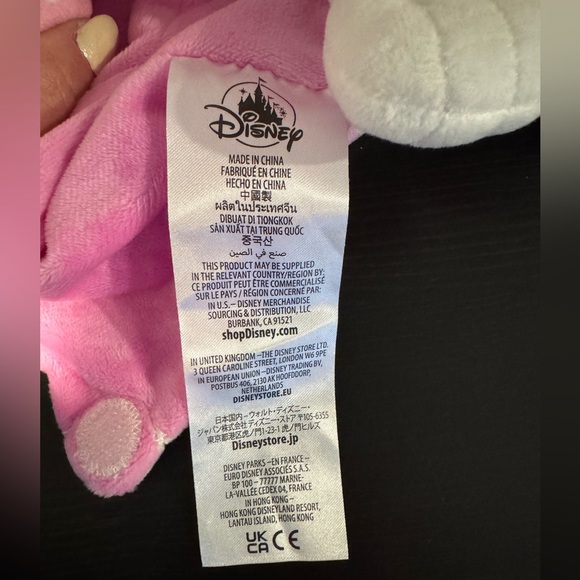 Disney
MADE IN CHINA
FABRIQUÉ EN CHINE
HECHO EN CHINA
中國製
ผลิตในประเทศจีน
DIBUAT DI TIONGKOK
SẢN XUẤT TẠI TRUNG QUỐC
중국산
صنع في الصين
THIS PRODUCT MAY BE SUPPLIED
IN THE RELEVANT COUNTRY/REGION BY:
CE PRODUIT PEUT ÊTRE COMMERCIALISÉ
SUR LE PAYS / RÉGION CONCERNÉ PAR:
IN U.S.– DISNEY MERCHANDISE
SOURCING & DISTRIBUTION, LLC
BURBANK, CA 91521
shopDisney.com
IN UNITED KINGDOM –THE DISNEY STORE LTD.
3 QUEEN CAROLINE STREET, LONDON W6 9PE
IN EUROPEAN UNION– DISNEY TRADING BV,
POSTBUS 406, 2130 AK HOOFDDORP,
NETHERLANDS
DISNEYSTORE.EU
日本国内–ウォルト・ディズニー・
ジャパン株式会社カスタマーセンター 〒105-6355
東京都港区虎ノ門1-23-1 虎ノ門ヒルズ
Disneystore.jp
DISNEY PARKS –EN FRANCE–
EURO DISNEY ASSOCIÉS S.A.S.
BP 100 – 77777 MARNE-
LA-VALLÉE CEDEX 04, FRANCE
IN HONG KONG –
HONG KONG DISNEYLAND RESORT,
LANTAU ISLAND, HONG KONG
UK
CA CE